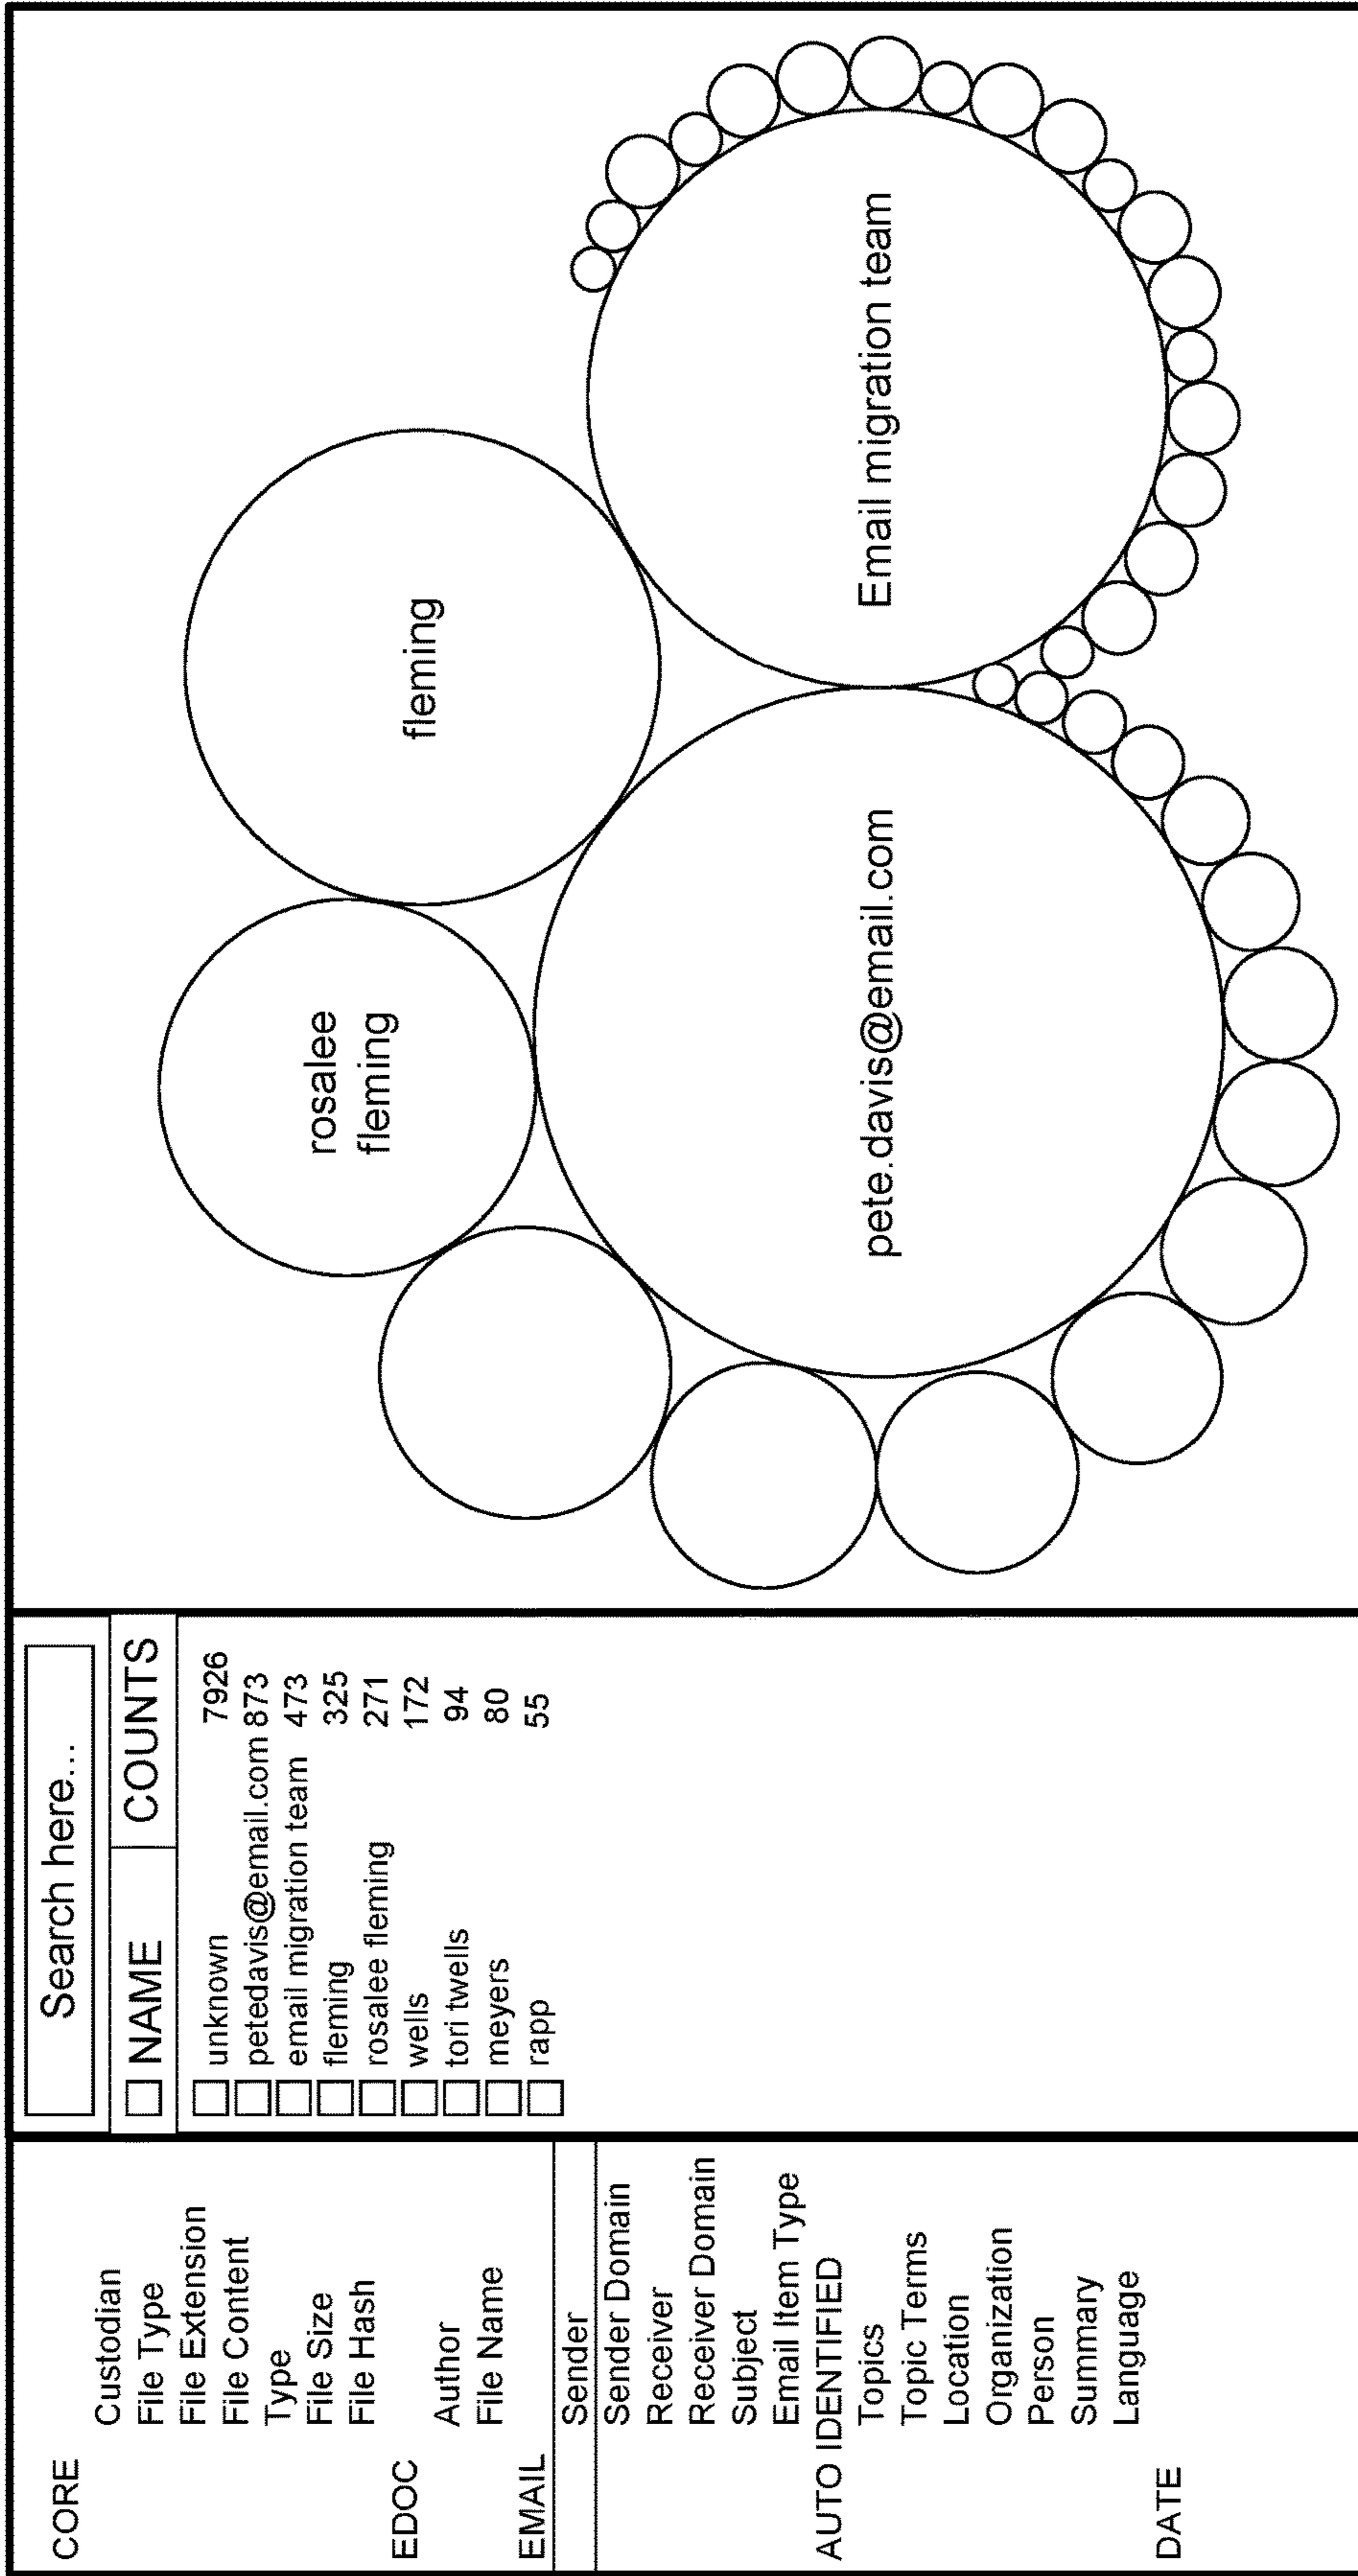 CORE
Custodian
File Type
File Extension
File Content
Type
File Size
File Hash
EDOC
Author
File Name
EMAIL
Sender
Sender Domain
Receiver
Receiver Domain
Subject
Email Item Type
AUTO IDENTIFIED
Topics
Topic Terms
Location
Organization
Person
Summary
Language
DATE
Search here...
NAME COUNTS
unknown 7926
petedavis@email.com 873
email migration team 473
fleming 325
rosalee fleming 271
wells 172
tori twells 94
meyers 80
rapp 55
rosalee
fleming
fleming
pete.davis@email.com
Email migration team